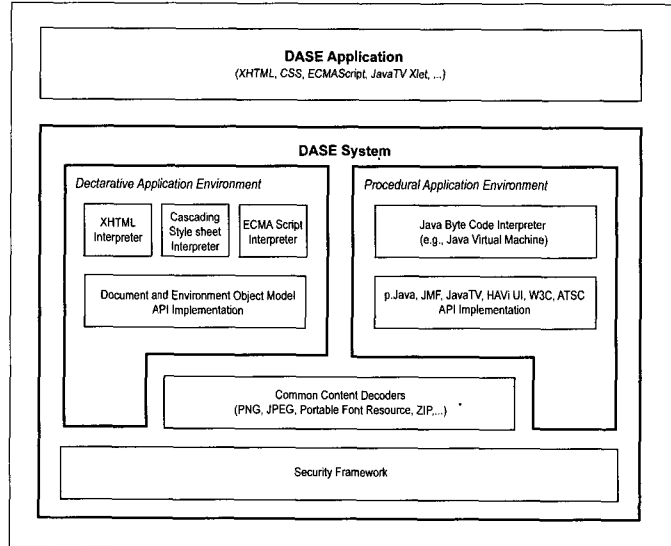 DASE Application
(XHTML, CSS, ECMAScript, JavaTV Xlet, ...)
DASE System
Declarative Application Environment
XHTML
Interpreter
Cascading
Style sheet
Interpreter
ECMA Script
Interpreter
Document and Environment Object Model
API Implementation
Procedural Application Environment
Java Byte Code Interpreter
(e.g., Java Virtual Machine)
p.Java, JMF, JavaTV, HAVi UI, W3C, ATSC
API Implementation
Common Content Decoders
(PNG, JPEG, Portable Font Resource, ZIP,...)
Security Framework